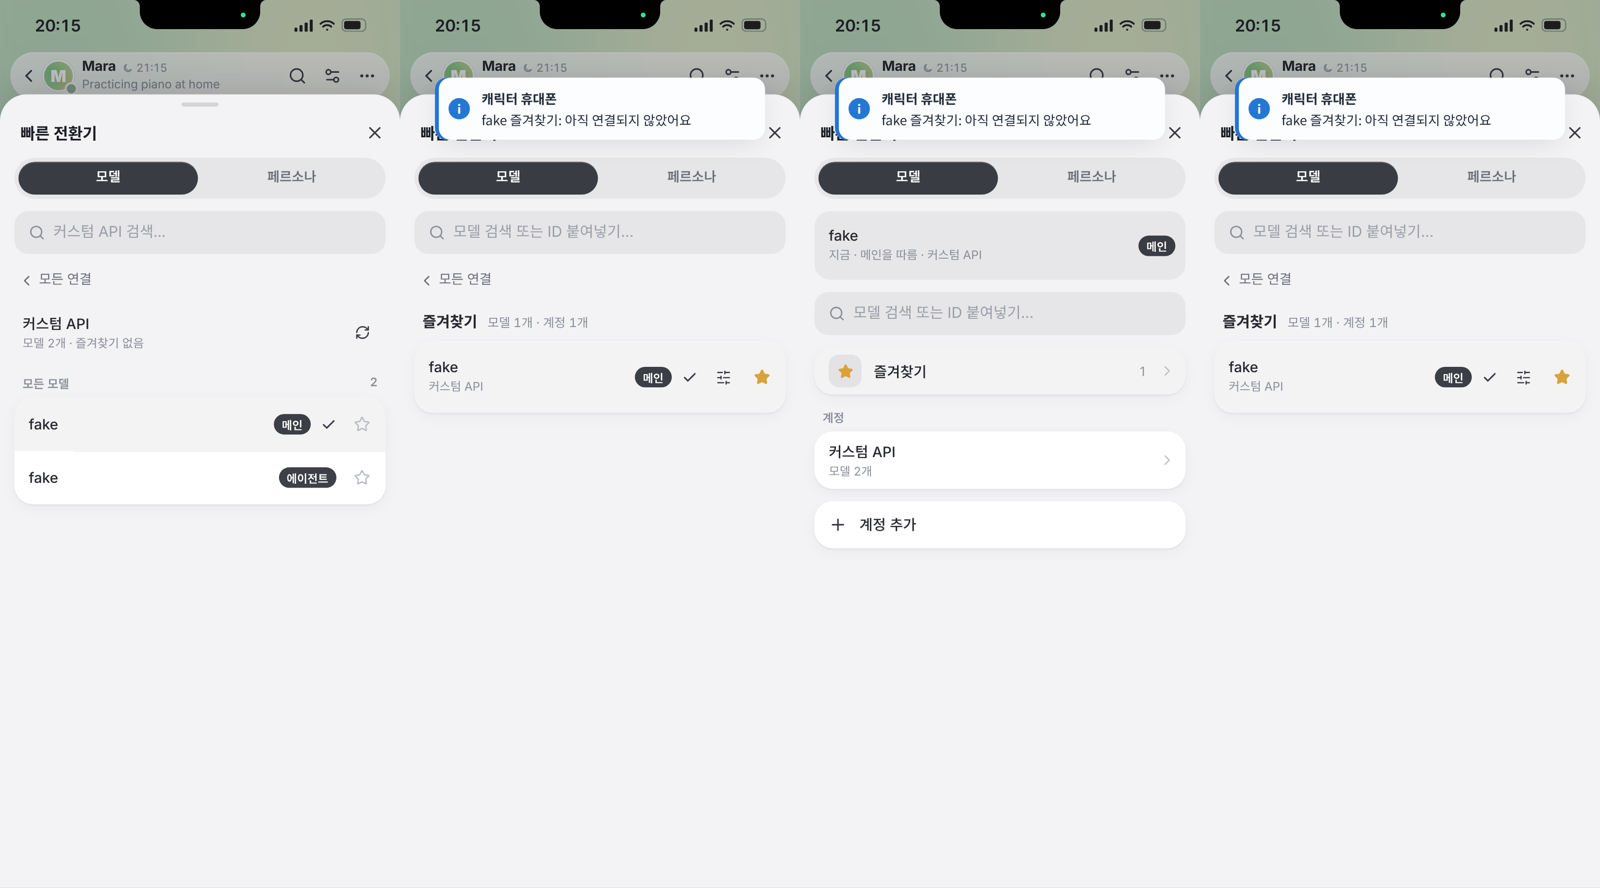 20:15
M
Mara 21:15
Practicing piano at home
빠른 전환기
모델
페르소나
커스텀 API 검색...
모든 연결
커스텀 API
모델 2개 · 즐겨찾기 없음
모든 모델
2
fake
메인
fake
에이전트
20:15
Mara 21:15
캐릭터 휴대폰
fake 즐겨찾기: 아직 연결되지 않았어요
모델
페르소나
모델 검색 또는 ID 붙여넣기...
모든 연결
즐겨찾기 모델 1개 · 계정 1개
fake
커스텀 API
메인
20:15
Mara 21:15
캐릭터 휴대폰
fake 즐겨찾기: 아직 연결되지 않았어요
모델
페르소나
fake
지금 · 메인을 따름 · 커스텀 API
메인
모델 검색 또는 ID 붙여넣기...
즐겨찾기
1
계정
커스텀 API
모델 2개
계정 추가
20:15
Mara 21:15
캐릭터 휴대폰
fake 즐겨찾기: 아직 연결되지 않았어요
모델
페르소나
모델 검색 또는 ID 붙여넣기...
모든 연결
즐겨찾기 모델 1개 · 계정 1개
fake
커스텀 API
메인